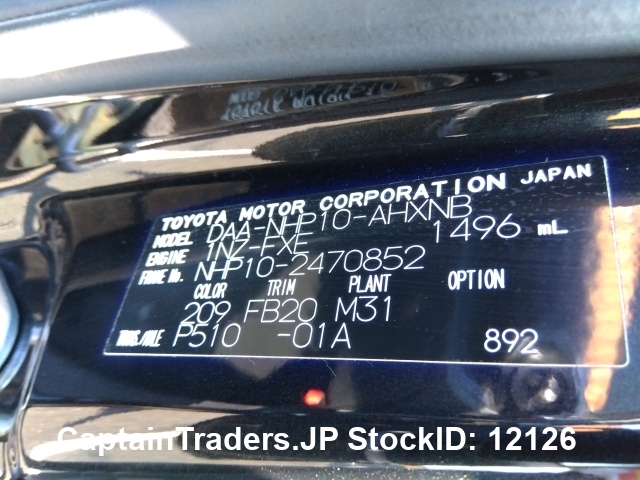 TOYOTA MOTOR CORPORATION JAPAN
MODEL DAA-NHP10-AHXNB
ENGINE 1NZ-FXE 1496 mL
FRAME No. NHP10-2470852
COLOR TRIM PLANT OPTION
209 FB20 M31
TRANS./AXLE P510 -01A 892
CaptainTraders.JP StockID: 12126